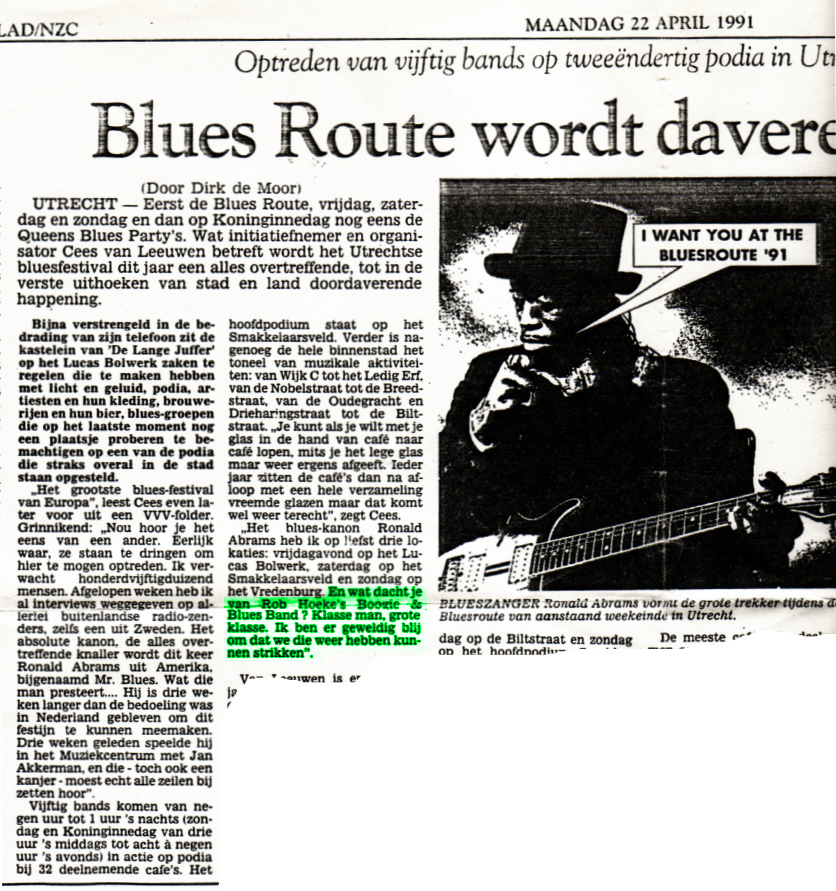 LAD/NZC
MAANDAG 22 APRIL 1991
Optreden van vijftig bands op tweeëndertig podia in Utr
Blues Route wordt davere
(Door Dirk de Moor)
UTRECHT — Eerst de Blues Route, vrijdag, zater-
dag en zondag en dan op Koninginnedag nog eens de
Queens Blues Party's. Wat initiatiefnemer en organi-
sator Cees van Leeuwen betreft wordt het Utrechtse
bluesfestival dit jaar een alles overtreffende, tot in de
verste uithoeken van stad en land doordaverende
happening.
Bijna verstrengeld in de be-
drading van zijn telefoon zit de
kastelein van 'De Lange Juffer'
op het Lucas Bolwerk zaken te
regelen die te maken hebben
met licht en geluid, podia, ar-
tiesten en hun kleding, brouwe-
rijen en hun bier, blues-groepen
die op het laatste moment nog
een plaatsje proberen te be-
machtigen op een van de podia
die straks overal in de stad
staan opgesteld.
„Het grootste blues-festival
van Europa", leest Cees even la-
ter voor uit een VVV-folder.
Grinnikend: „Nou hoor je het
eens van een ander. Eerlijk
waar, ze staan te dringen om
hier te mogen optreden. Ik ver-
wacht honderdvijftigduizend
mensen. Afgelopen weken heb ik
al interviews weggegeven op al-
lerlei buitenlandse radio-zen-
ders, zelfs een uit Zweden. Het
absolute kanon, de alles over-
treffende knaller wordt dit keer
Ronald Abrams uit Amerika,
bijgenaamd Mr. Blues. Wat die
man presteert.... Hij is drie we-
ken langer dan de bedoeling was
in Nederland gebleven om dit
festijn te kunnen meemaken.
Drie weken geleden speelde hij
in het Muziekcentrum met Jan
Akkerman, en die - toch ook een
kanjer - moest echt alle zeilen bij
zetten hoor".
Vijftig bands komen van ne-
gen uur tot 1 uur 's nachts (zon-
dag en Koninginnedag van drie
uur 's middags tot acht à negen
uur 's avonds) in actie op podia
bij 32 deelnemende cafe's. Het
hoofdpodium staat op het
Smakkelaarsveld. Verder is na-
genoeg de hele binnenstad het
toneel van muzikale aktivitei-
ten: van Wijk C tot het Ledig Erf,
van de Nobelstraat tot de Breed-
straat, van de Oudegracht en
Drieharingstraat tot de Bilt-
straat. „Je kunt als je wilt met je
glas in de hand van café naar
café lopen, mits je het lege glas
maar weer ergens afgeeft. Ieder
jaar zitten de café's dan na af-
loop met een hele verzameling
vreemde glazen maar dat komt
wel weer terecht", zegt Cees.
„Het blues-kanon Ronald
Abrams heb ik op liefst drie lo-
katies: vrijdagavond op het Lu-
cas Bolwerk, zaterdag op het
Smakkelaarsveld en zondag op
het Vredenburg. En wat dacht je
van Rob Hoeke's Boogie &
Blues Band ? Klasse man, grote
klasse. Ik ben er geweldig blij
om dat we die weer hebben kun-
nen strikken".
Van Leeuwen is
I WANT YOU AT THE
BLUESROUTE '91
BLUESZANGER Ronald Abrams vormt de grote trekker tijdens d
Bluesroute van aanstaand weekeinde in Utrecht.
dag op de Biltstraat en zondag
op het hoofdpodium
De meeste